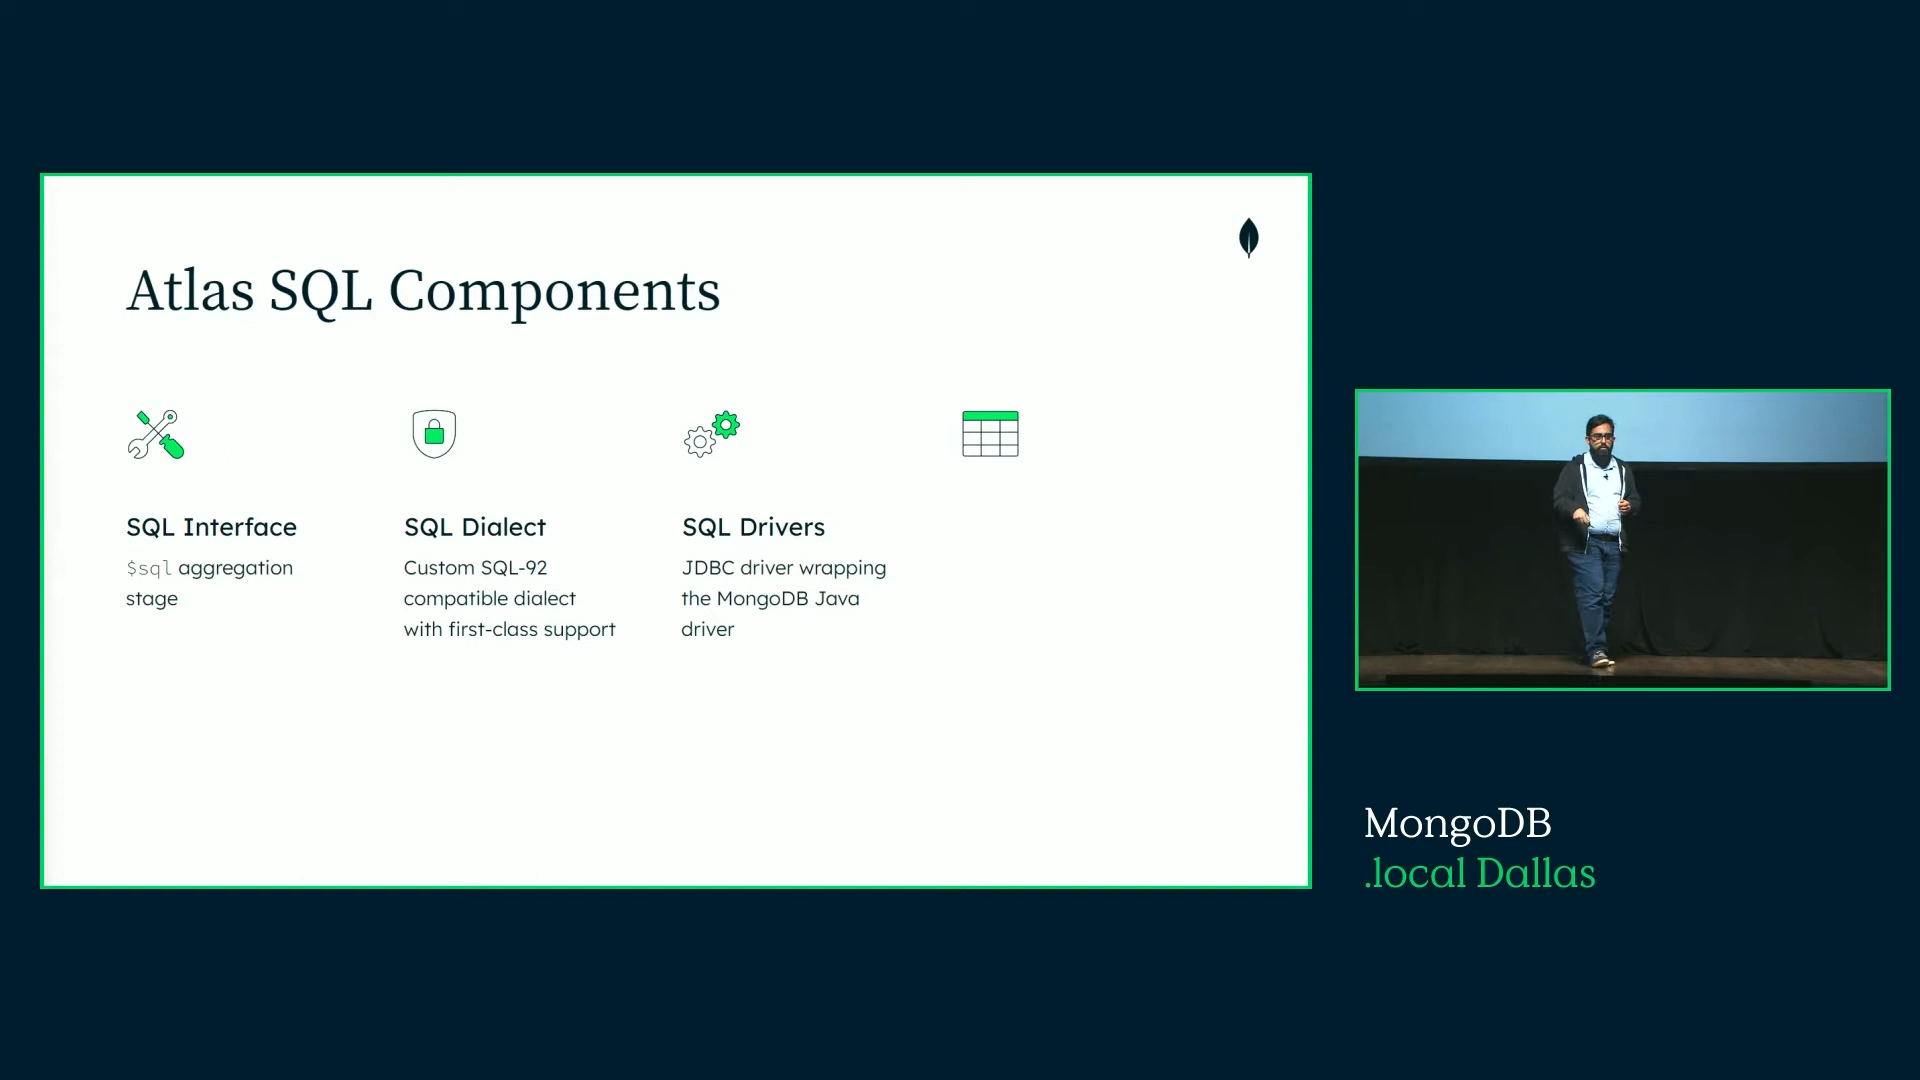 Atlas SQL Components
SQL Interface
$sql aggregation
stage
SQL Dialect
Custom SQL-92
compatible dialect
with first-class support
SQL Drivers
JDBC driver wrapping
the MongoDB Java
driver
MongoDB
.local Dallas